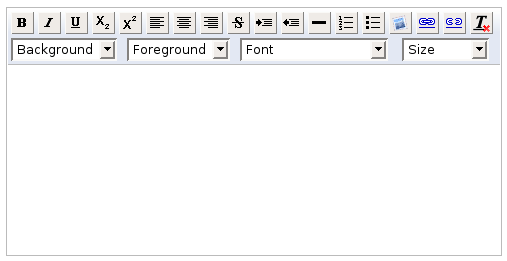 B I U X2 X2 S T
Background Foreground Font Size